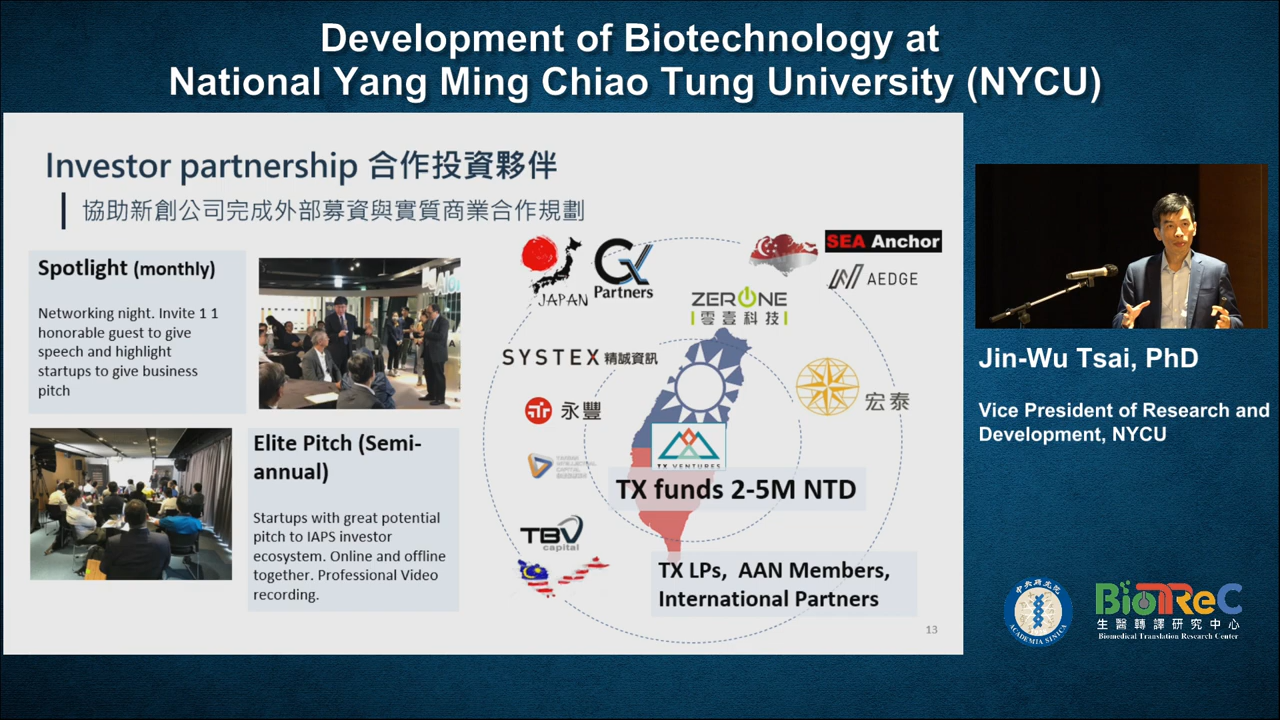 Development of Biotechnology at
National Yang Ming Chiao Tung University (NYCU)
Investor partnership 合作投資夥伴
協助新創公司完成外部募資與實質商業合作規劃
Spotlight (monthly)
Networking night. Invite 1 1
honorable guest to give
speech and highlight
startups to give business
pitch
Elite Pitch (Semi-
annual)
Startups with great potential
pitch to IAPS investor
ecosystem. Online and offline
together. Professional Video
recording.
JAPAN
Partners
SEA Anchor
AEDGE
ZERONE
零壹科技
SYSTEX 精誠資訊
永豐
宏泰
TX VENTURES
TX funds 2-5M NTD
TBV
capital
TX LPs, AAN Members,
International Partners
13
Jin-Wu Tsai, PhD
Vice President of Research and
Development, NYCU
中央研究院
ACADEMIA SINICA
BioTReC
生醫轉譯研究中心
Biomedical Translation Research Center